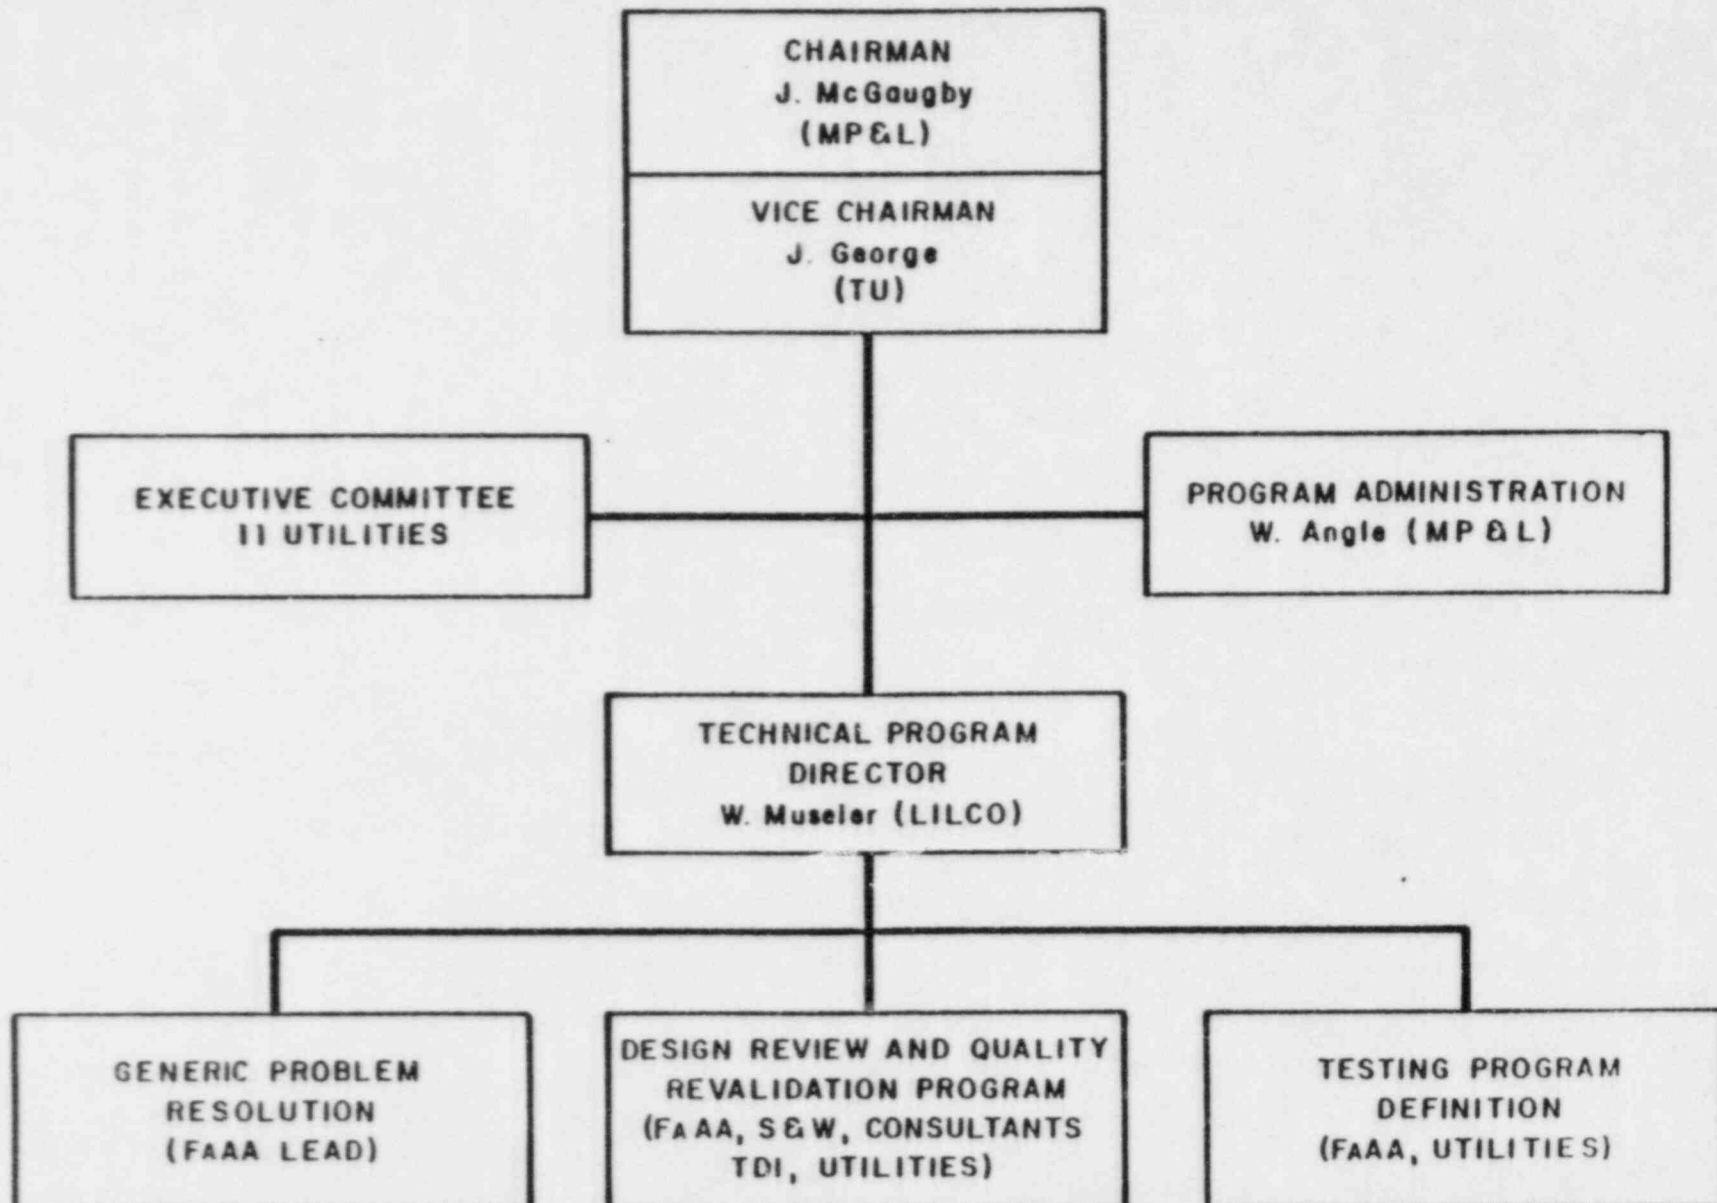 CHAIRMAN
J. McGaugby
(MP&L)
VICE CHAIRMAN
J. George
(TU)
EXECUTIVE COMMITTEE
11 UTILITIES
PROGRAM ADMINISTRATION
W. Angle (MP & L)
TECHNICAL PROGRAM
DIRECTOR
W. Museler (LILCO)
GENERIC PROBLEM
RESOLUTION
(FAAA LEAD)
DESIGN REVIEW AND QUALITY
REVALIDATION PROGRAM
(FAAA, S&W, CONSULTANTS
TDI, UTILITIES)
TESTING PROGRAM
DEFINITION
(FAAA, UTILITIES)